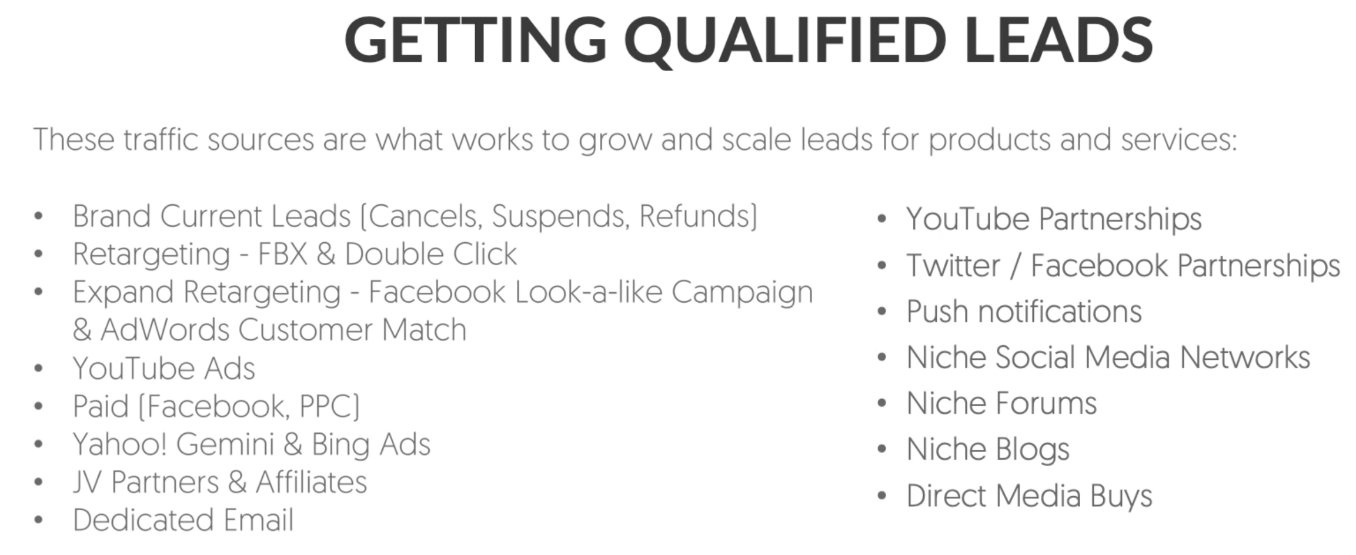 GETTING QUALIFIED LEADS
These traffic sources are what works to grow and scale leads for products and services:
• Brand Current Leads (Cancels, Suspends, Refunds)
• Retargeting - FBX & Double Click
• Expand Retargeting - Facebook Look-a-like Campaign
& AdWords Customer Match
• YouTube Ads
• Paid (Facebook, PPC)
• Yahoo! Gemini & Bing Ads
• JV Partners & Affiliates
• Dedicated Email
• YouTube Partnerships
• Twitter / Facebook Partnerships
• Push notifications
• Niche Social Media Networks
• Niche Forums
• Niche Blogs
• Direct Media Buys